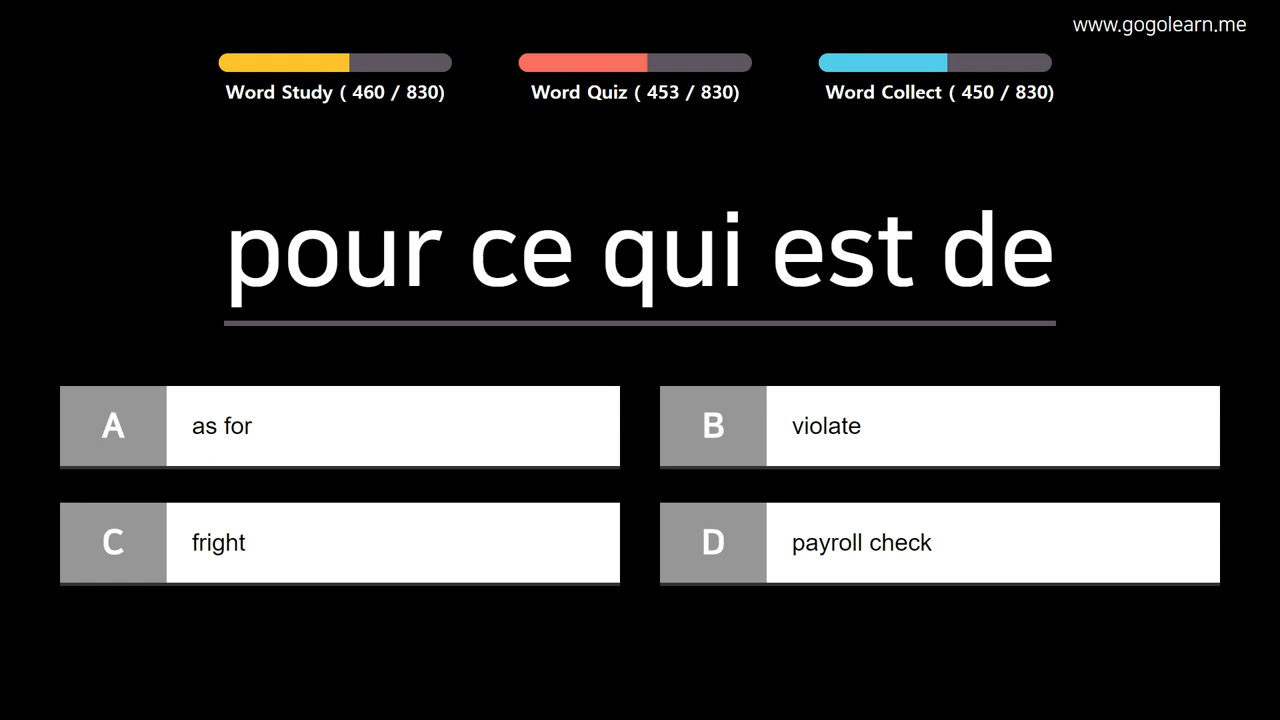 www.gogolearn.me
Word Study ( 460 / 830)
Word Quiz ( 453 / 830)
Word Collect ( 450 / 830)
pour ce qui est de
A
as for
B
violate
C
fright
D
payroll check